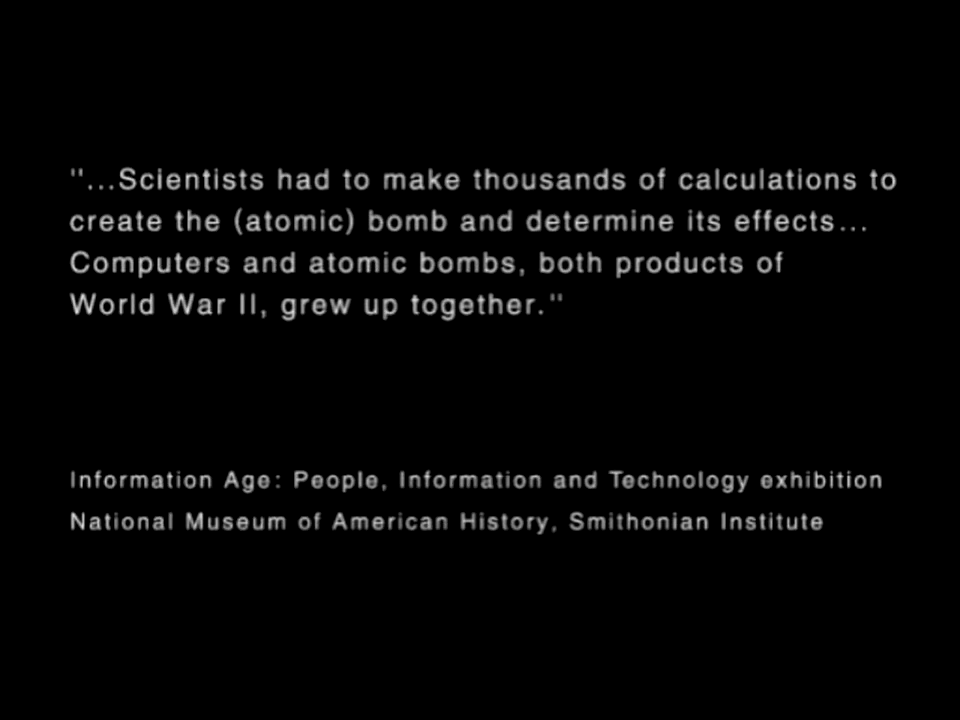 "...Scientists had to make thousands of calculations to
create the (atomic) bomb and determine its effects...
Computers and atomic bombs, both products of
World War II, grew up together."
Information Age: People, Information and Technology exhibition
National Museum of American History, Smithonian Institute